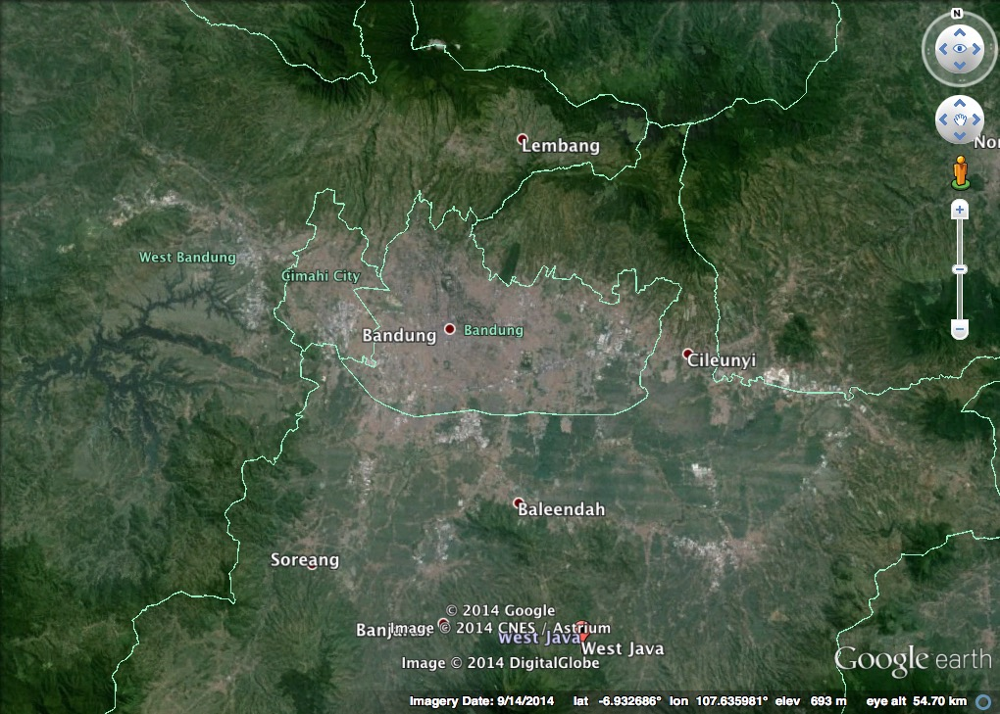 N
Nor
Lembang
West Bandung
Cimahi City
Bandung
Bandung
Cileunyi
Baleendah
Soreang
© 2014 Google
Image © 2014 CNES / Astrium
West Java
West Java
Image © 2014 DigitalGlobe
Google earth
Imagery Date: 9/14/2014 lat -6.932686° lon 107.635981° elev 693 m eye alt 54.70 km